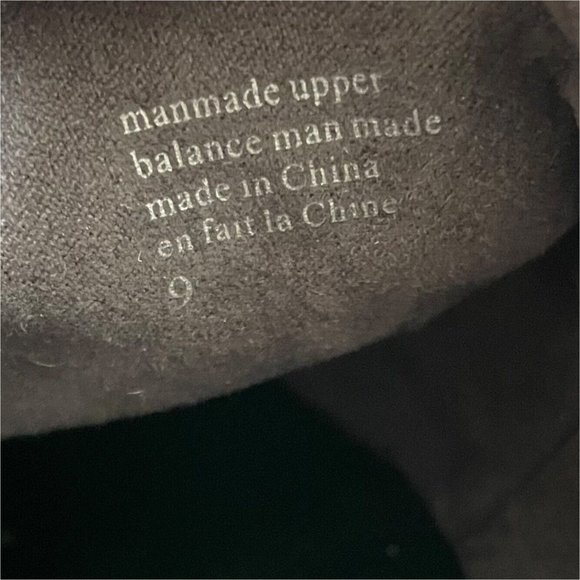 manmade upper
balance man made
made in China
en fait la Chine
9